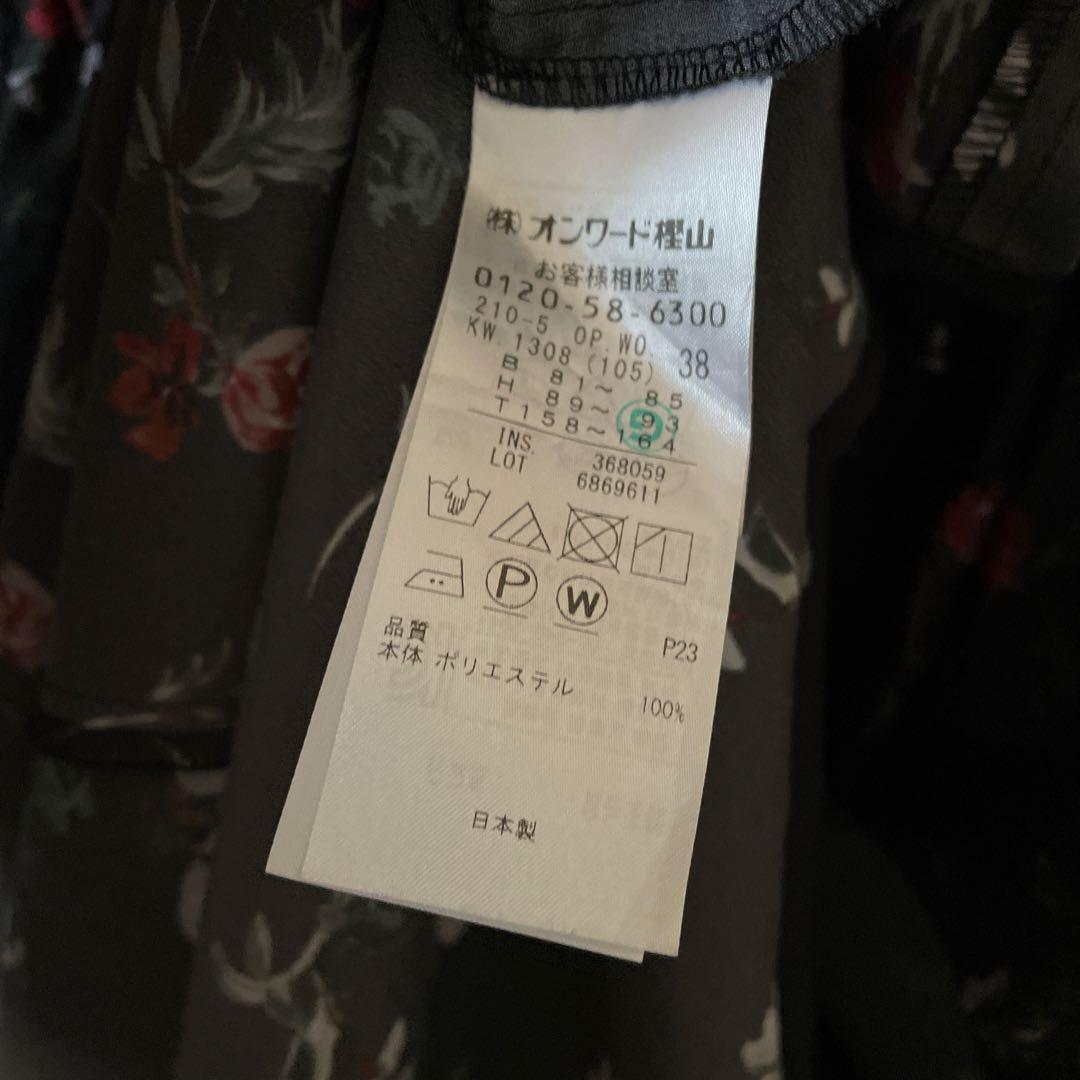 (株)オンワード樫山
お客様相談室
0120-58-6300
210-5 OP.WO.
KW.1308 (105) 38
B 81～85
H 89～93
T158～164
INS. 368059
LOT 6869611
P
W
品質 P23
本体 ポリエステル 100%
日本製